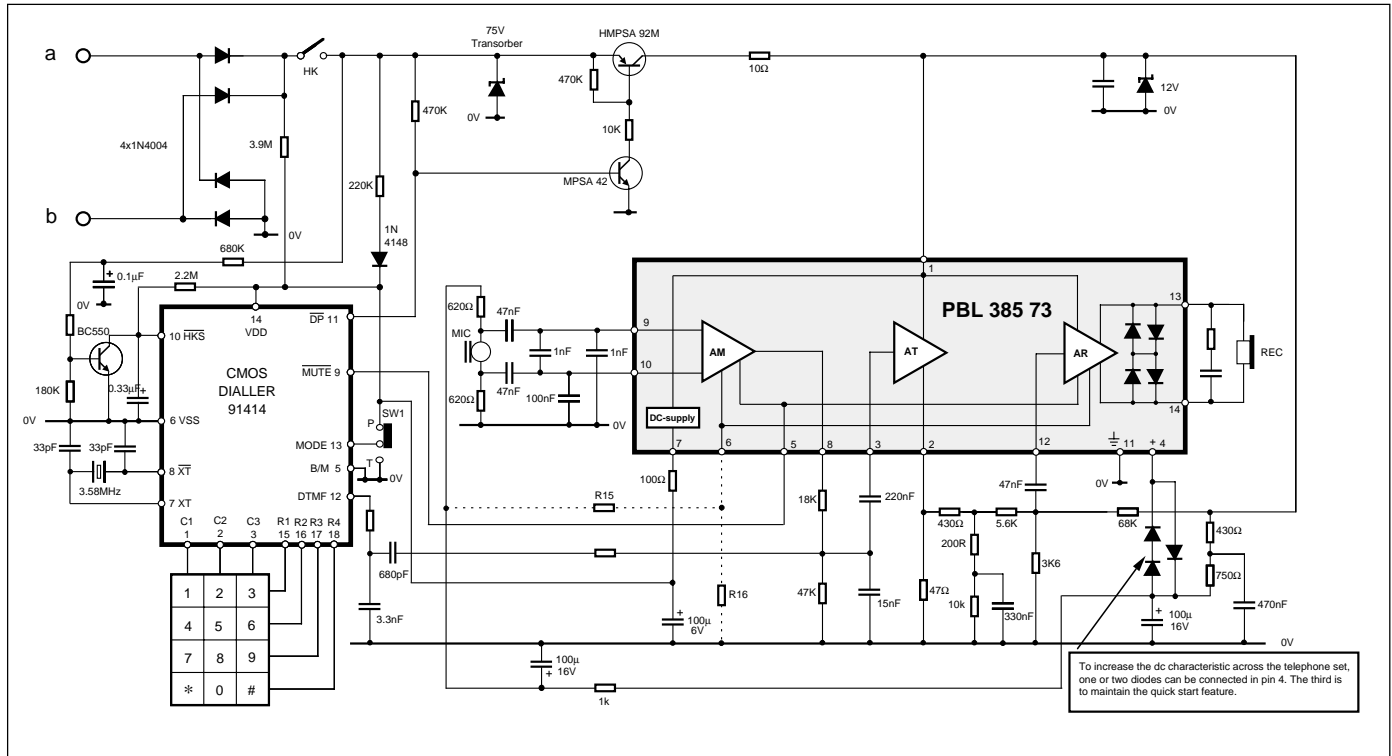 a
b
HK
75V
Transorber
HMPSA 92M
10Ω
12V
0V
470K
470K
0V
10K
4x1N4004
3.9M
220K
MPSA 42
0V
1N
4148
680K
0.1µF
+
2.2M
0V
BC550
180K
0.33µF
+
0V
33pF
33pF
3.58MHz
14
VDD
10 HKS
DP 11
CMOS
DIALLER
91414
MUTE 9
6 VSS
MODE 13
B/M 5
8 XT
7 XT
DTMF 12
C1
C2
C3
R1
R2
R3
R4
1
2
3
15
16
17
18
P
SW1
T
0V
1
2
3
4
5
6
7
8
9
*
0
#
680pF
3.3nF
620Ω
47nF
MIC
47nF
620Ω
1nF
1nF
100nF
0V
PBL 385 73
1
9
10
AM
AT
AR
DC-supply
13
14
REC
7
6
5
8
3
2
12
11
+ 4
100Ω
R15
18K
220nF
47nF
0V
430Ω
5.6K
68K
430Ω
200R
750Ω
3K6
R16
47K
15nF
47Ω
10k
330nF
470nF
+
100µ
6V
+
100µ
16V
0V
100µ
16V
+
1k
To increase the dc characteristic across the telephone set,
one or two diodes can be connected in pin 4. The third is
to maintain the quick start feature.